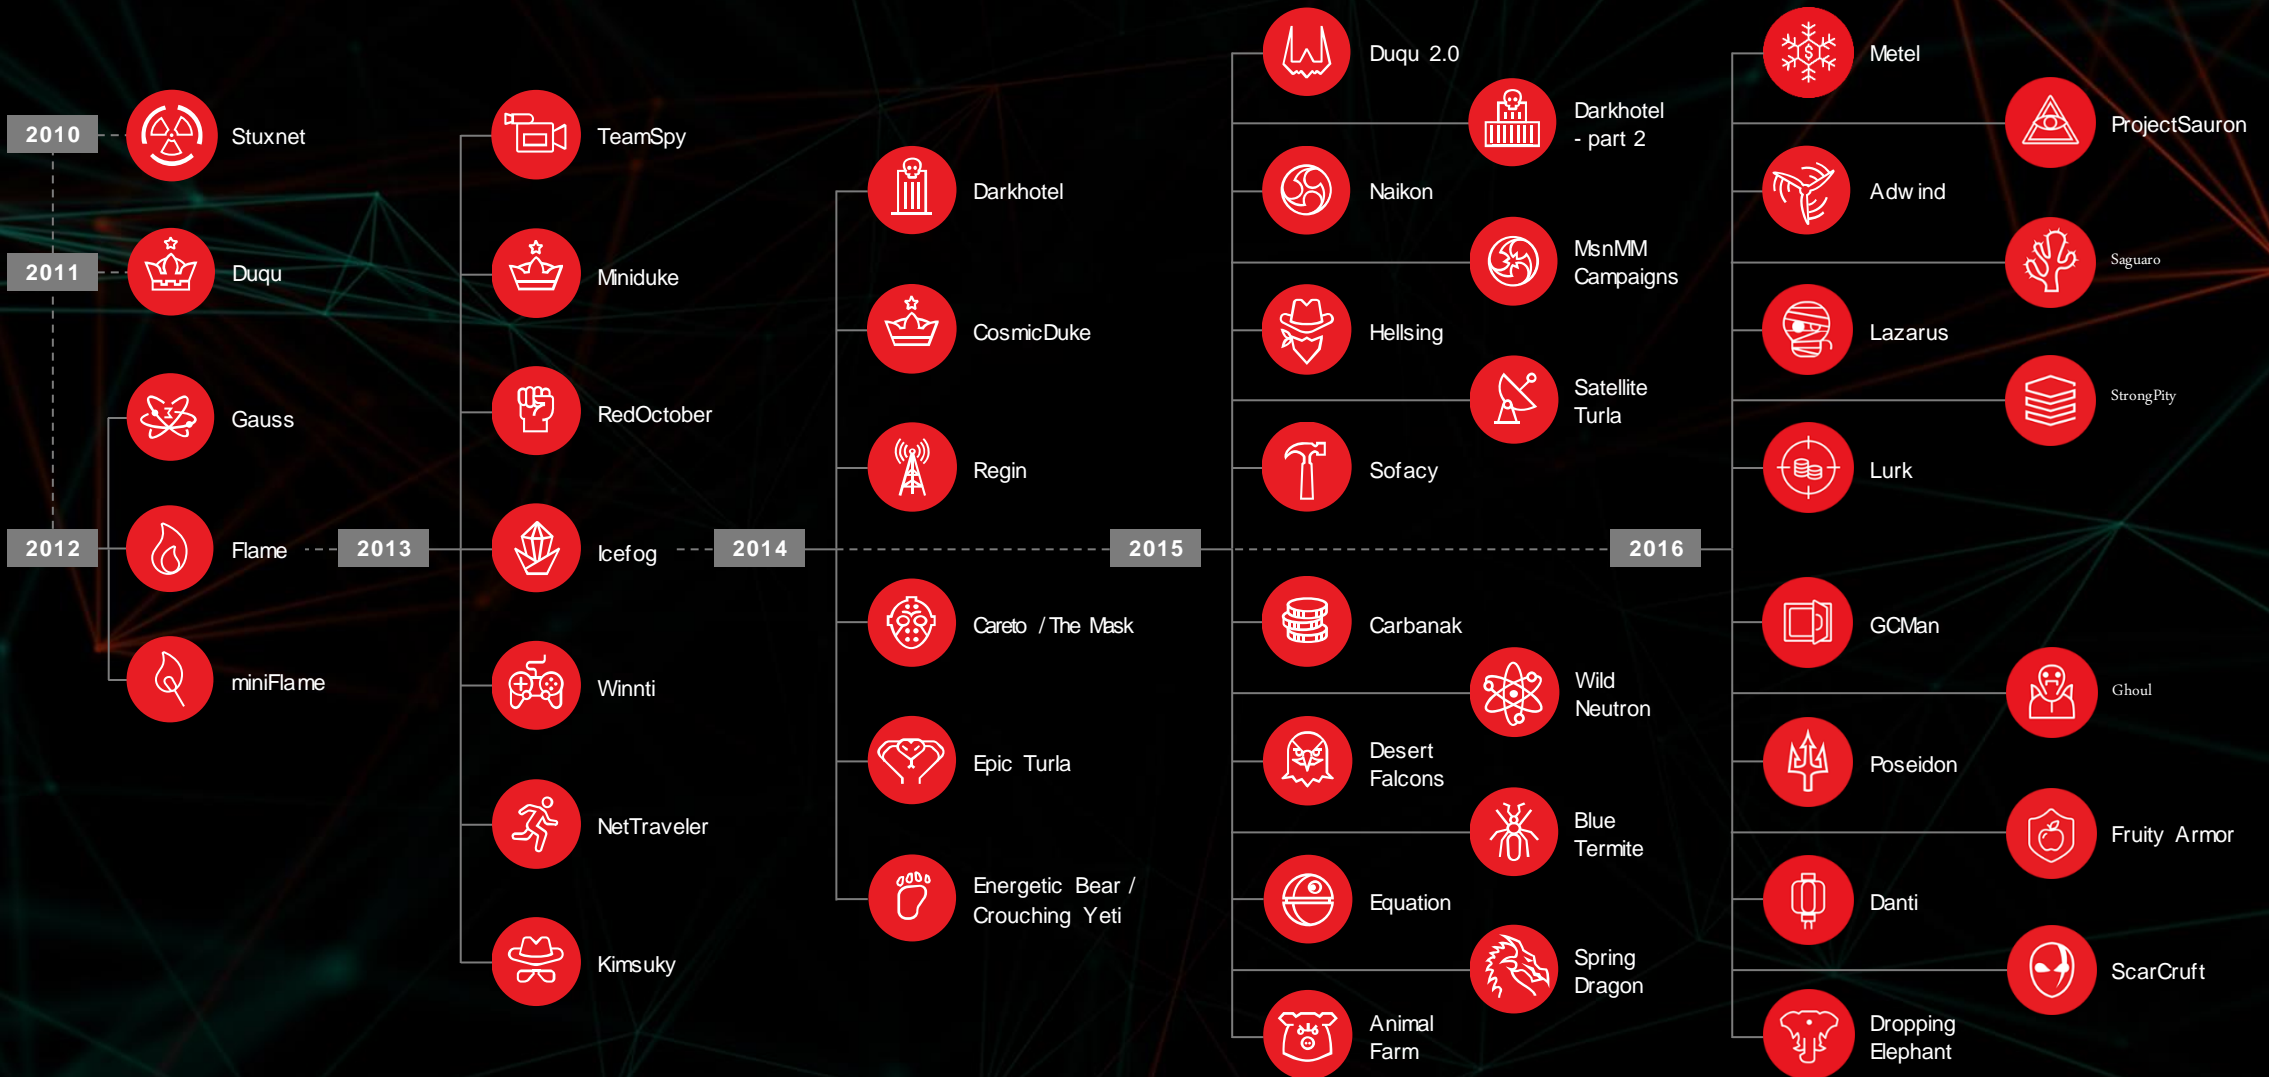 2010
Stuxnet
2011
Duqu
2012
Gauss
Flame
miniFlame
2013
TeamSpy
Miniduke
RedOctober
Icefog
Winnti
NetTraveler
Kimsuky
2014
Darkhotel
CosmicDuke
Regin
Careto / The Mask
Epic Turla
Energetic Bear /
Crouching Yeti
2015
Duqu 2.0
Darkhotel
- part 2
Naikon
MsnMM
Campaigns
Hellsing
Satellite
Turla
Sofacy
Carbanak
Wild
Neutron
Desert
Falcons
Blue
Termite
Equation
Spring
Dragon
Animal
Farm
2016
Metel
ProjectSauron
Adwind
Saguaro
Lazarus
StrongPity
Lurk
GCMan
Ghoul
Poseidon
Fruity Armor
Danti
ScarCruft
Dropping
Elephant